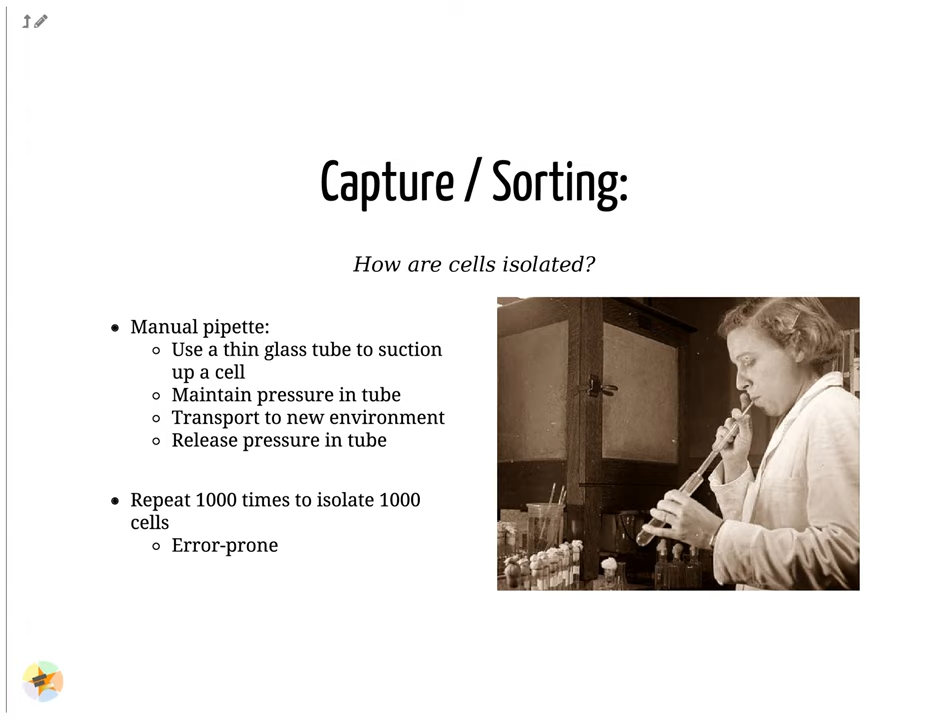 Capture / Sorting:
How are cells isolated?
Manual pipette:
Use a thin glass tube to suction
up a cell
Maintain pressure in tube
Transport to new environment
Release pressure in tube
Repeat 1000 times to isolate 1000
cells
Error-prone